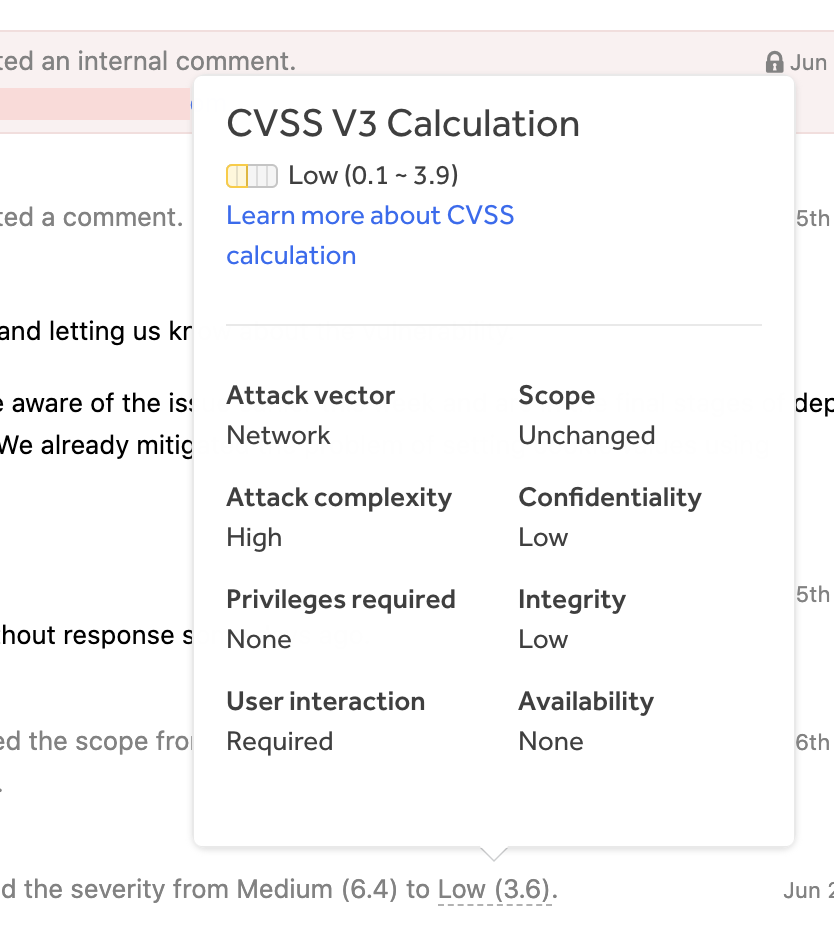 ted an internal comment.
Jun
CVSS V3 Calculation
Low (0.1 ~ 3.9)
Learn more about CVSS
calculation
ted a comment.
5th
and letting us kn
e aware of the iss
dep
We already mitig
Attack vector
Network
Scope
Unchanged
Attack complexity
High
Confidentiality
Low
Privileges required
None
Integrity
Low
5th
hout response s
User interaction
Required
Availability
None
ed the scope from
6th
.
d the severity from Medium (6.4) to Low (3.6).
Jun 2